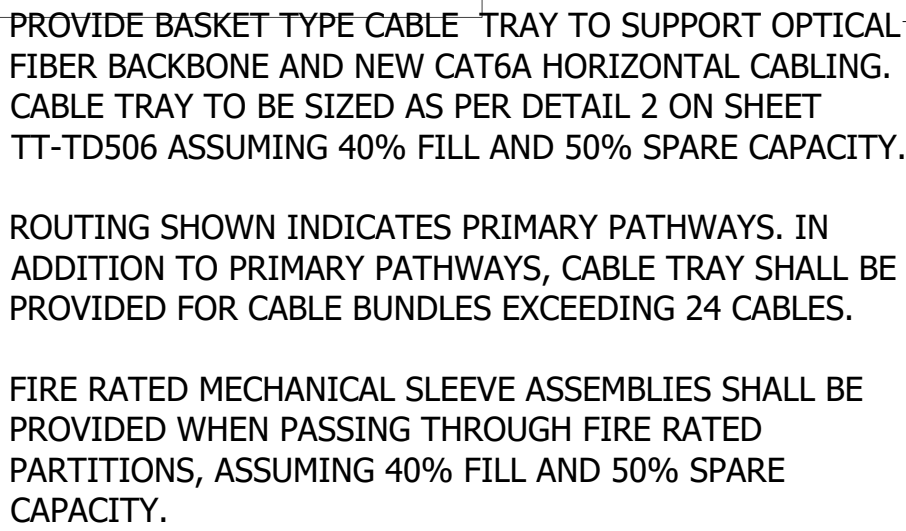 PROVIDE BASKET TYPE CABLE TRAY TO SUPPORT OPTICAL
FIBER BACKBONE AND NEW CAT6A HORIZONTAL CABLING.
CABLE TRAY TO BE SIZED AS PER DETAIL 2 ON SHEET
TT-TD506 ASSUMING 40% FILL AND 50% SPARE CAPACITY.
ROUTING SHOWN INDICATES PRIMARY PATHWAYS. IN
ADDITION TO PRIMARY PATHWAYS, CABLE TRAY SHALL BE
PROVIDED FOR CABLE BUNDLES EXCEEDING 24 CABLES.
FIRE RATED MECHANICAL SLEEVE ASSEMBLIES SHALL BE
PROVIDED WHEN PASSING THROUGH FIRE RATED
PARTITIONS, ASSUMING 40% FILL AND 50% SPARE
CAPACITY.